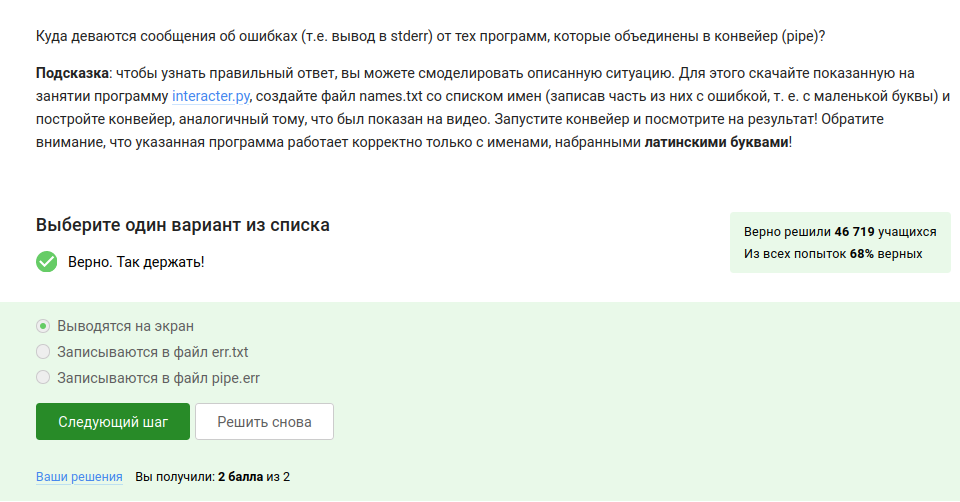 Куда деваются сообщения об ошибках (т.е. вывод в stderr) от тех программ, которые объединены в конвейер (pipe)?
Подсказка: чтобы узнать правильный ответ, вы можете смоделировать описанную ситуацию. Для этого скачайте показанную на
занятии программу interacter.py, создайте файл names.txt со списком имен (записав часть из них с ошибкой, т. е. с маленькой буквы) и
постройте конвейер, аналогичный тому, что был показан на видео. Запустите конвейер и посмотрите на результат! Обратите
внимание, что указанная программа работает корректно только с именами, набранными латинскими буквами!
Выберите один вариант из списка
Верно решили 46 719 учащихся
Из всех попыток 68% верных
Верно. Так держать!
Выводятся на экран
Записываются в файл err.txt
Записываются в файл pipe.err
Следующий шаг
Решить снова
Ваши решения Вы получили: 2 балла из 2